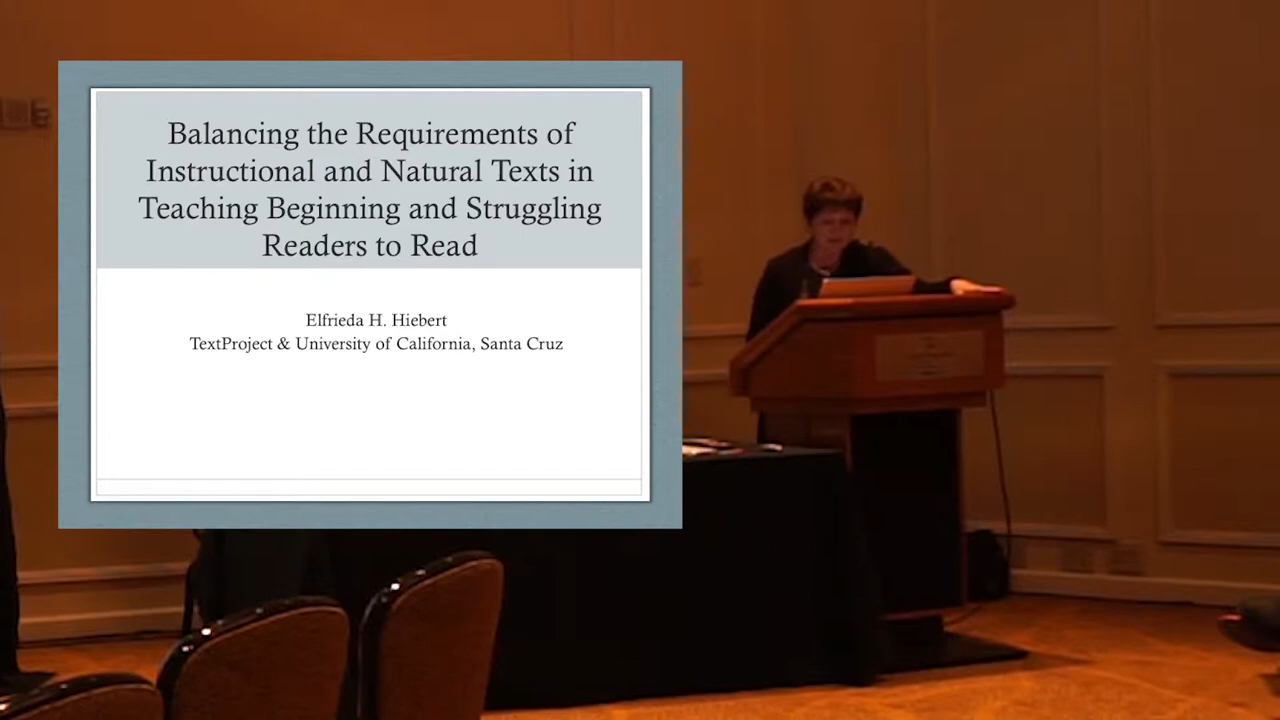 Balancing the Requirements of
Instructional and Natural Texts in
Teaching Beginning and Struggling
Readers to Read
Elfrieda H. Hiebert
TextProject & University of California, Santa Cruz